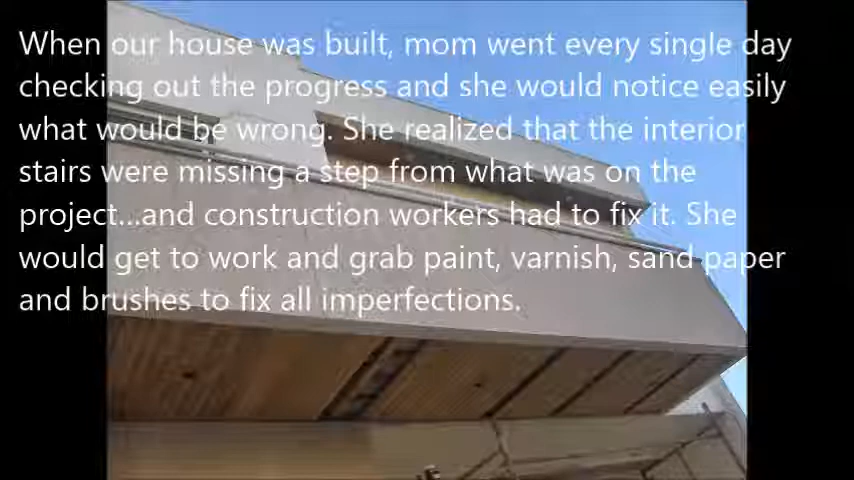 When our house was built, mom went every single day
checking out the progress and she would notice easily
what would be wrong. She realized that the interior
stairs were missing a step from what was on the
project...and construction workers had to fix it. She
would get to work and grab paint, varnish, sand paper
and brushes to fix all imperfections.